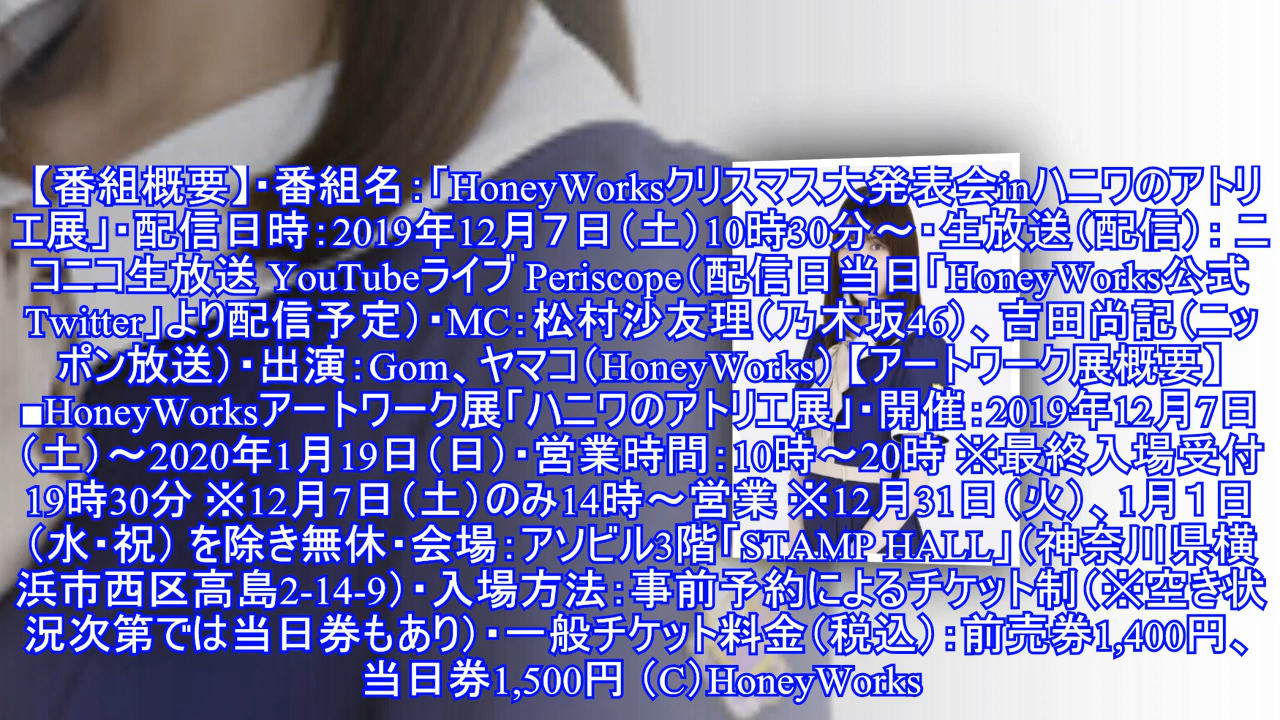 【番組概要】・番組名：「HoneyWorksクリスマス大発表会inハニワのアトリ
エ展」・配信日時：2019年12月７日（土）10時30分～・生放送（配信）：ニ
コニコ生放送 YouTubeライブ Periscope（配信日当日「HoneyWorks公式
Twitter」より配信予定）・MC：松村沙友理（乃木坂46）、吉田尚記（ニッ
ポン放送）・出演：Gom、ヤマコ（HoneyWorks）【アートワーク展概要】
■HoneyWorksアートワーク展「ハニワのアトリエ展」・開催：2019年12月7日
（土）～2020年1月19日（日）・営業時間：10時～20時 ※最終入場受付
19時30分 ※12月7日（土）のみ14時～営業 ※12月31日（火）、1月１日
（水・祝） を除き無休・会場：アソビル3階「STAMP HALL」（神奈川県横
浜市西区高島2-14-9）・入場方法：事前予約によるチケット制（※空き状
況次第では当日券もあり）・一般チケット料金（税込）：前売券1,400円、
当日券1,500円 （C）HoneyWorks